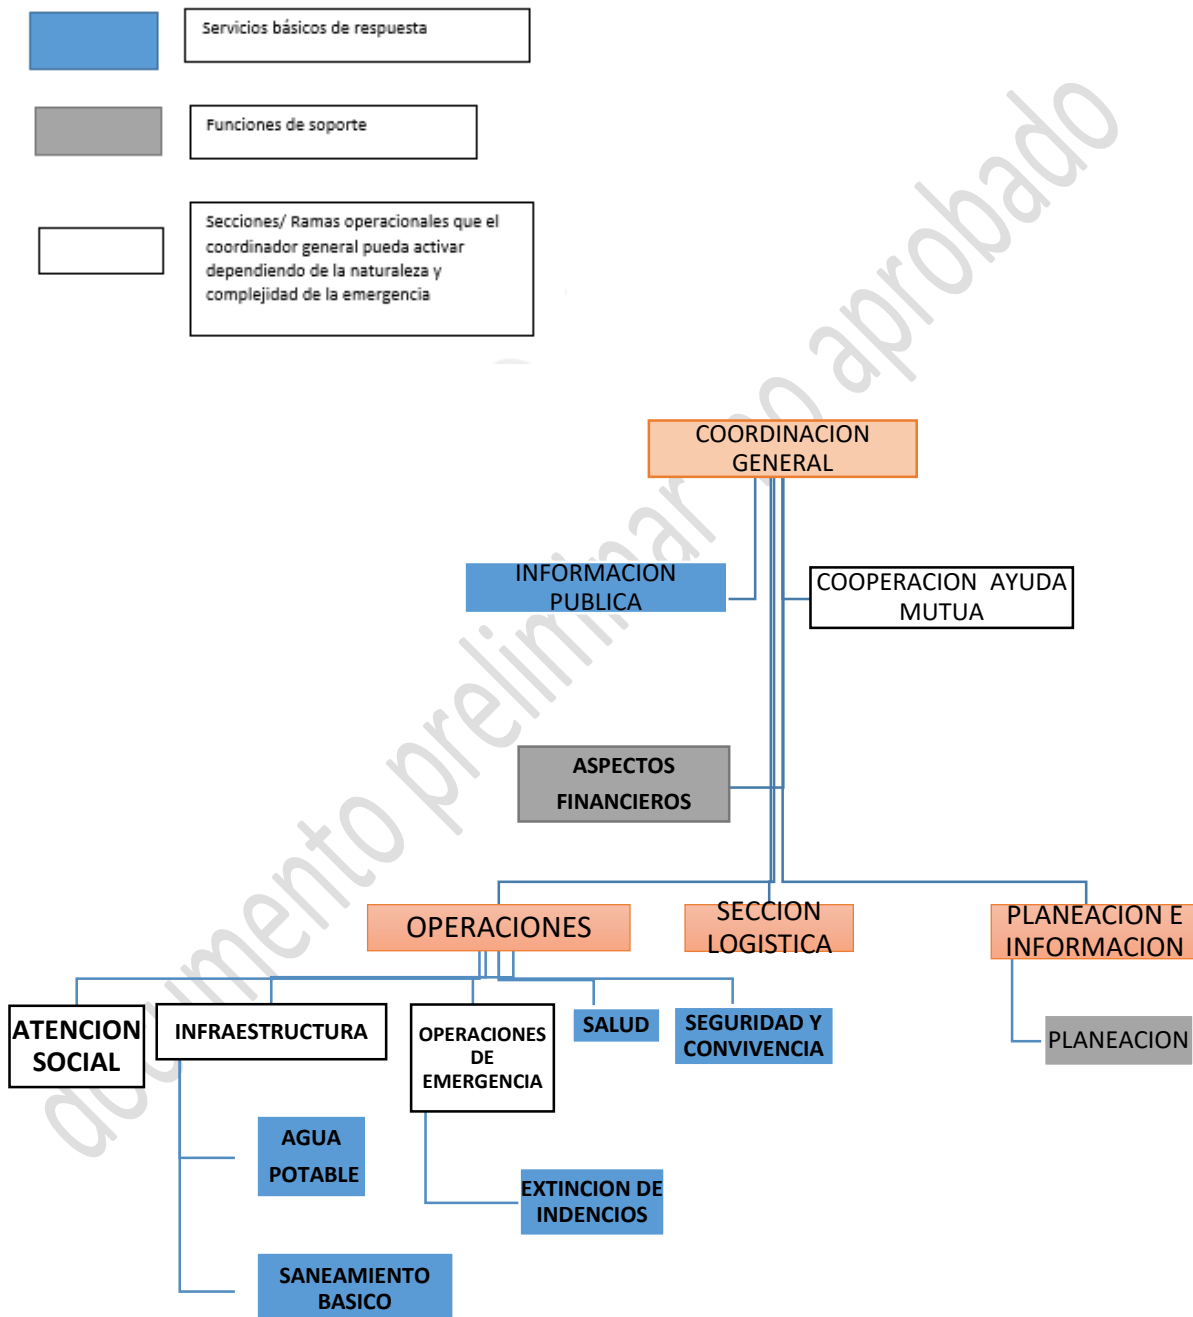 Servicios básicos de respuesta
Funciones de soporte
Secciones/ Ramas operacionales que el
coordinador general pueda activar
dependiendo de la naturaleza y
complejidad de la emergencia
documento preliminar no aprobado
COORDINACION
GENERAL
INFORMACION
PUBLICA
COOPERACION AYUDA
MUTUA
ASPECTOS
FINANCIEROS
OPERACIONES
SECCION
LOGISTICA
PLANEACION E
INFORMACION
ATENCION
SOCIAL
INFRAESTRUCTURA
OPERACIONES
DE
EMERGENCIA
SALUD
SEGURIDAD Y
CONVIVENCIA
PLANEACION
AGUA
POTABLE
EXTINCION DE
INDENCIOS
SANEAMIENTO
BASICO